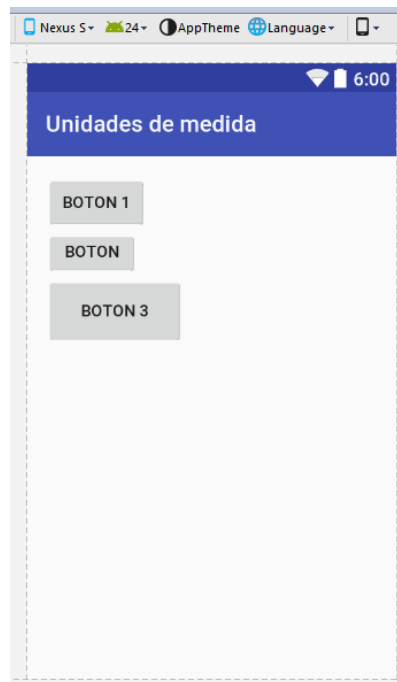 Nexus S 24 AppTheme Language
6:00
Unidades de medida
BOTON 1
BOTON
BOTON 3